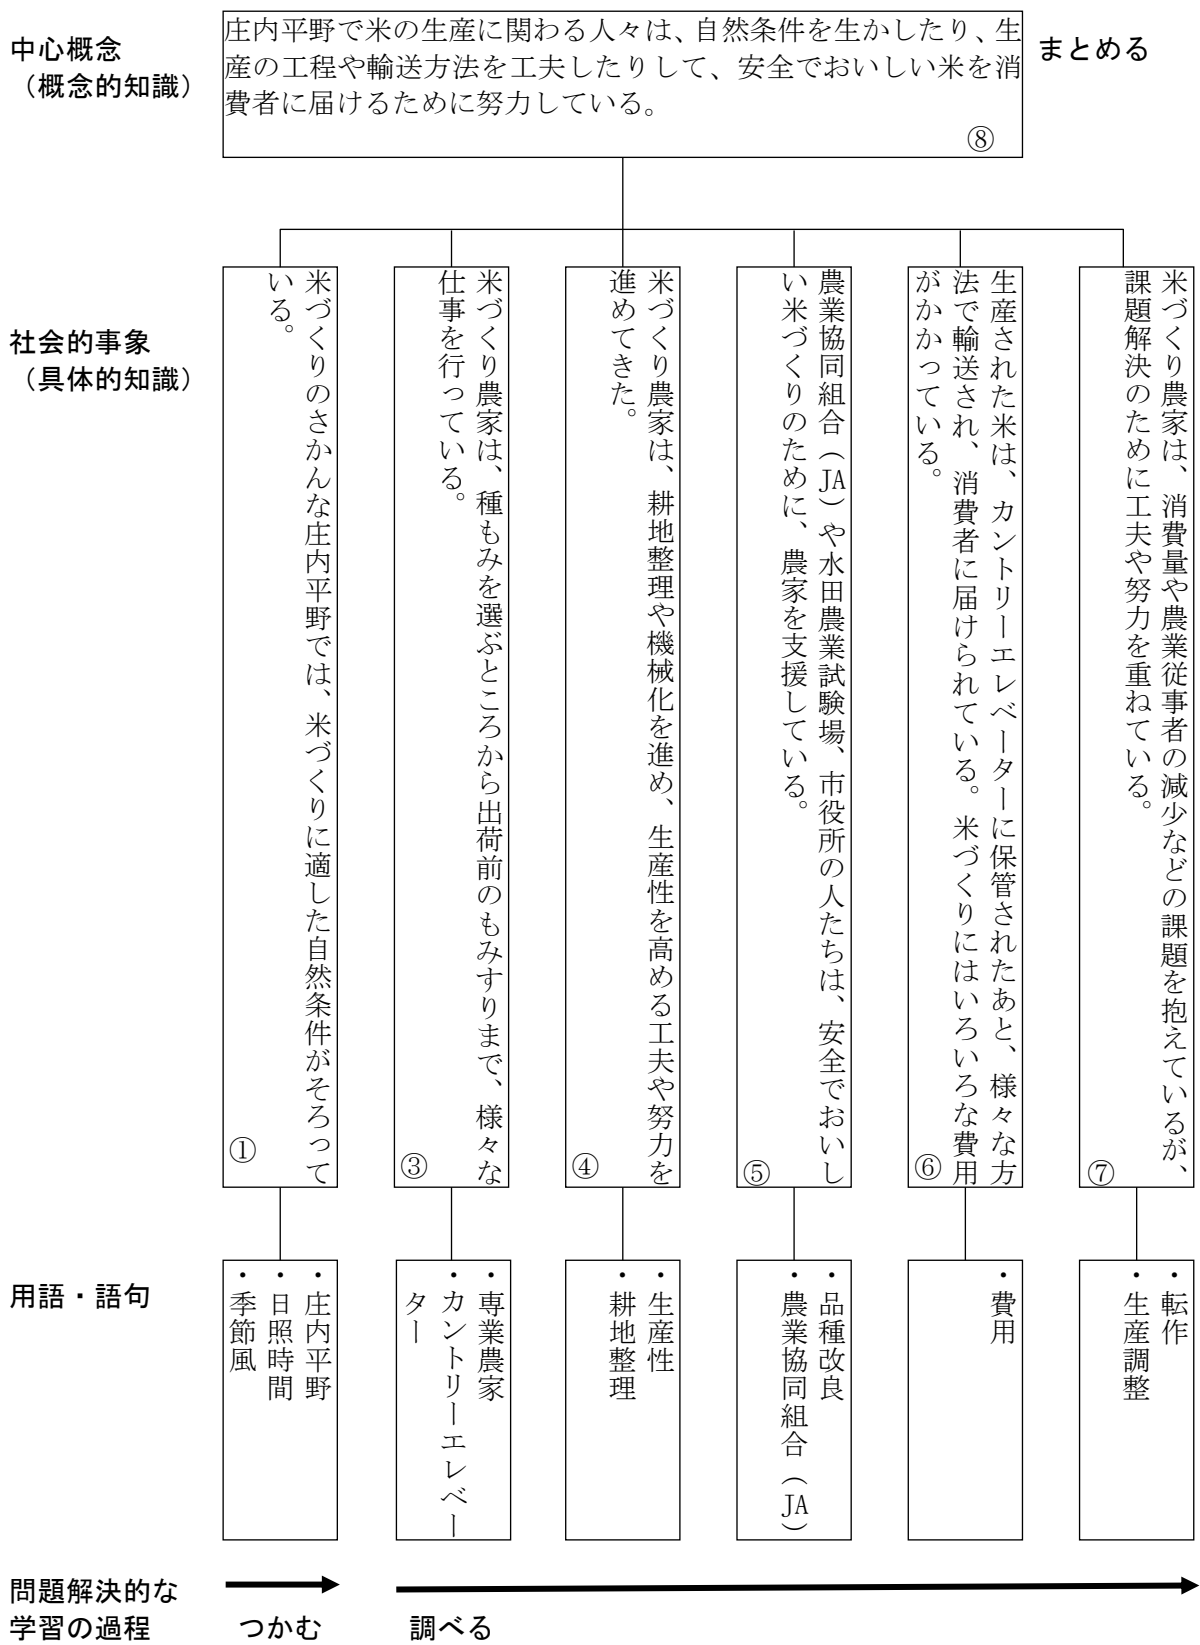 中心概念
（概念的知識）
庄内平野で米の生産に関わる人々は、自然条件を生かしたり、生
産の工程や輸送方法を工夫したりして、安全でおいしい米を消
費者に届けるために努力している。
⑧
まとめる
社会的事象
（具体的知識）
米づくりのさかんな庄内平野では、米づくりに適した自然条件がそろって
いる。
①
米づくり農家は、種もみを選ぶところから出荷前のもみすりまで、様々な
仕事を行っている。
③
米づくり農家は、耕地整理や機械化を進め、生産性を高める工夫や努力を
進めてきた。
④
農業協同組合（JA）や水田農業試験場、市役所の人たちは、安全でおいし
い米づくりのために、農家を支援している。
⑤
生産された米は、カントリーエレベーターに保管されたあと、様々な方
法で輸送され、消費者に届けられている。米づくりにはいろいろな費用
がかかっている。
⑥
米づくり農家は、消費量や農業従事者の減少などの課題を抱えているが、
課題解決のために工夫や努力を重ねている。
⑦
用語・語句
・庄内平野
・日照時間
・季節風
・専業農家
・カントリーエレベー
ター
・生産性
・耕地整理
・品種改良
・農業協同組合（JA）
・費用
・転作
・生産調整
問題解決的な
学習の過程
つかむ
調べる